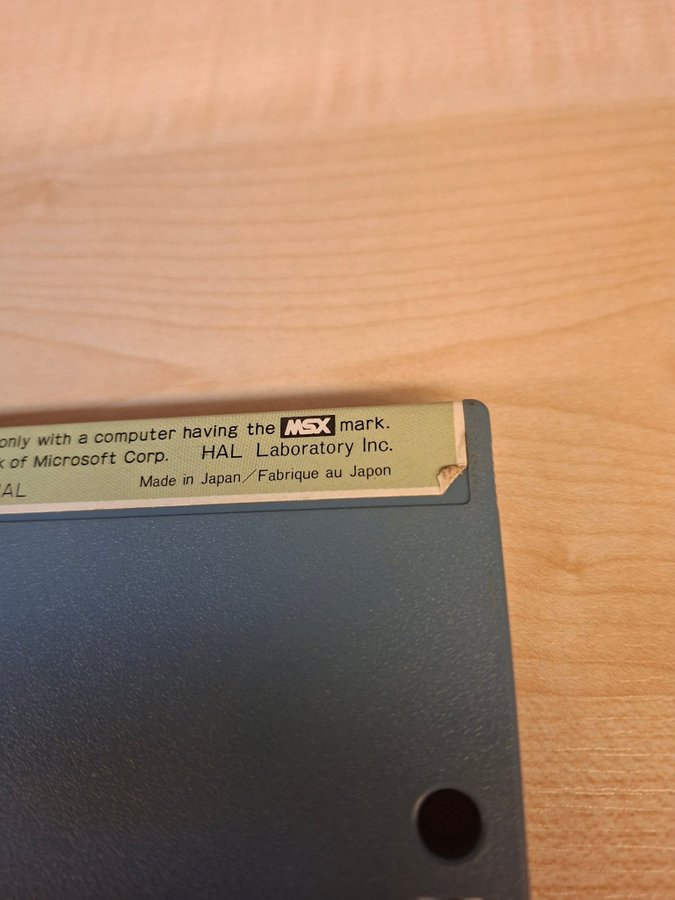 only with a computer having the MSX mark.
of Microsoft Corp. HAL Laboratory Inc.
HAL Made in Japan/Fabrique au Japon